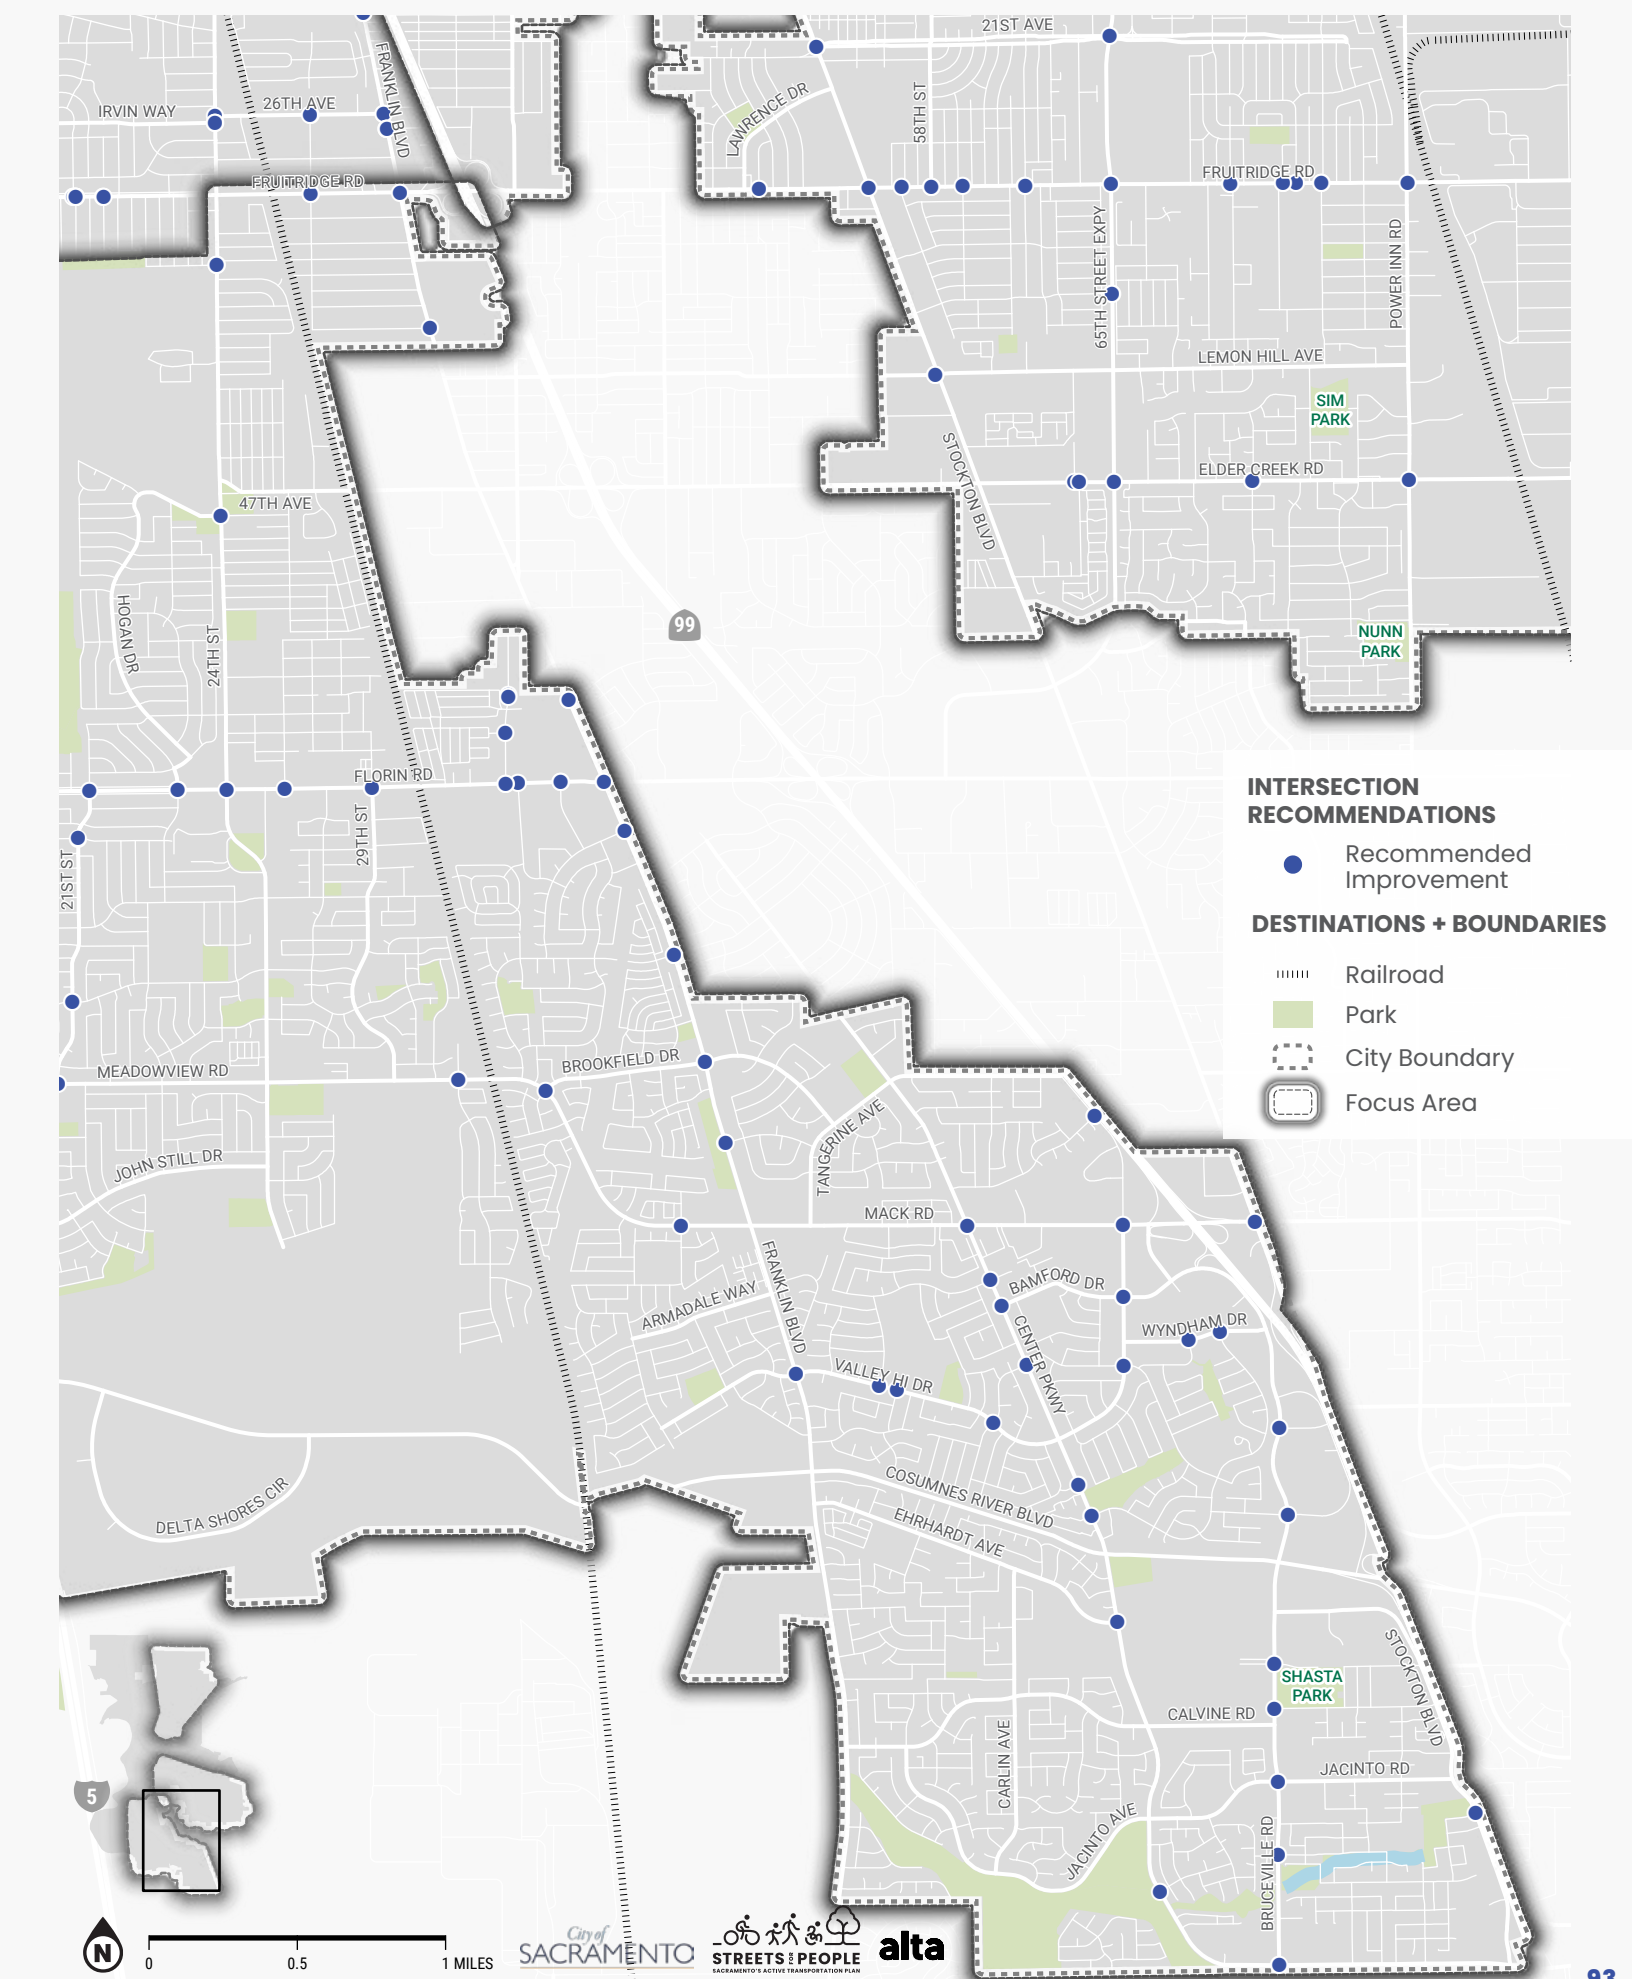 21ST AVE
FRANKLIN BLVD
26TH AVE
IRVIN WAY
LAWRENCE DR
58TH ST
FRUITRIDGE RD
FRUITRIDGE RD
65TH STREET EXPY
POWER INN RD
LEMON HILL AVE
SIM
PARK
STOCKTON BLVD
ELDER CREEK RD
47TH AVE
HOGAN DR
24TH ST
99
NUNN
PARK
FLORIN RD
29TH ST
21ST ST
INTERSECTION
RECOMMENDATIONS
Recommended
Improvement
DESTINATIONS + BOUNDARIES
Railroad
Park
City Boundary
Focus Area
BROOKFIELD DR
MEADOWVIEW RD
TANGERINE AVE
JOHN STILL DR
MACK RD
FRANKLIN BLVD
BAMFORD DR
ARMADALE WAY
WYNDHAM DR
CENTER PKWY
VALLEY HI DR
COSUMNES RIVER BLVD
DELTA SHORES CIR
EHRHARDT AVE
STOCKTON BLVD
SHASTA
PARK
CALVINE RD
CARLIN AVE
JACINTO RD
5
JACINTO AVE
BRUCEVILLE RD
N
0 0.5 1 MILES
City of
SACRAMENTO
STREETS FOR PEOPLE
SACRAMENTO'S ACTIVE TRANSPORTATION PLAN
alta
93